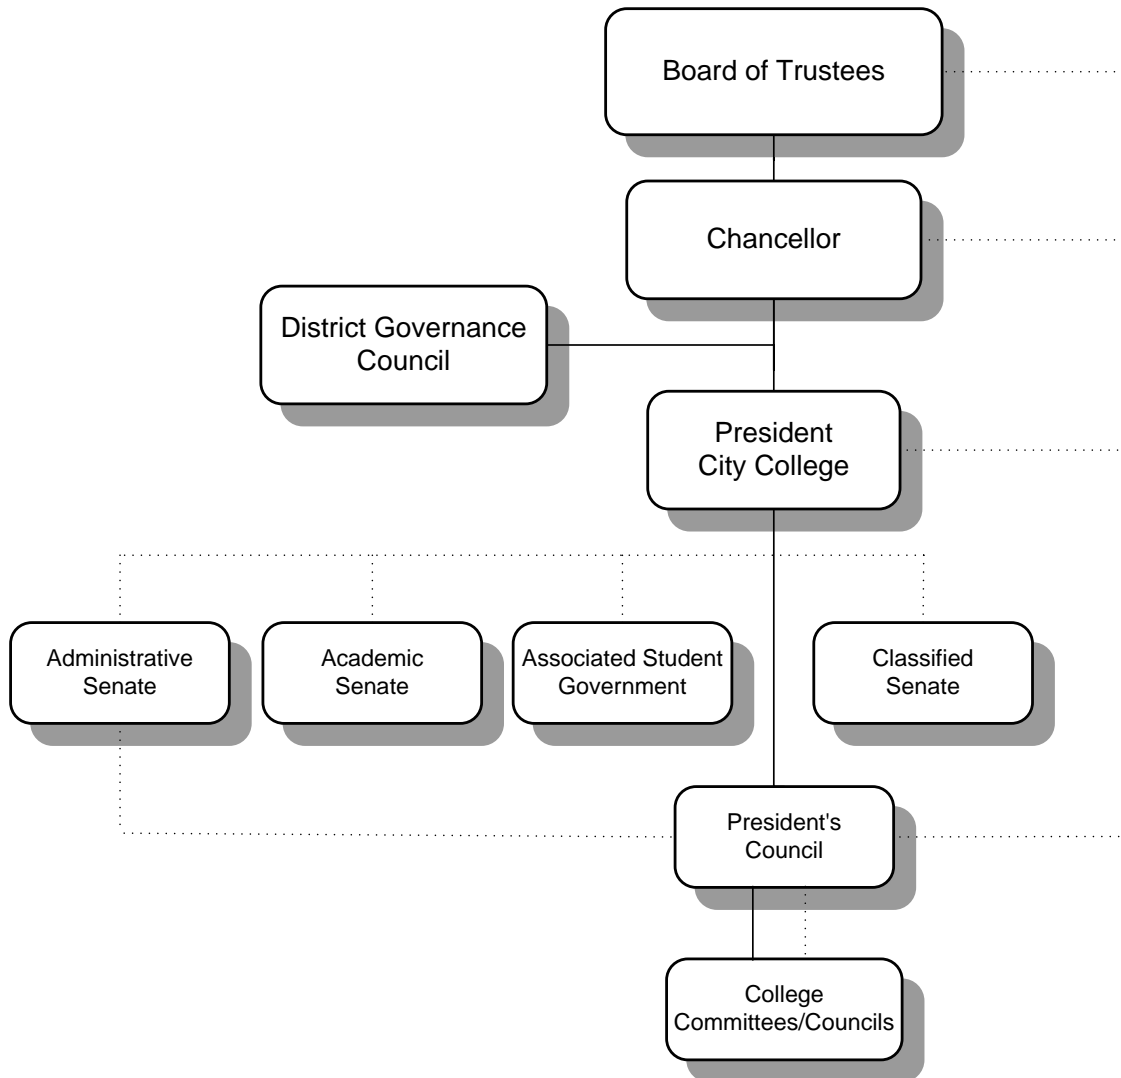 Board of Trustees
Chancellor
District Governance
Council
President
City College
Administrative
Senate
Academic
Senate
Associated Student
Government
Classified
Senate
President's
Council
College
Committees/Councils